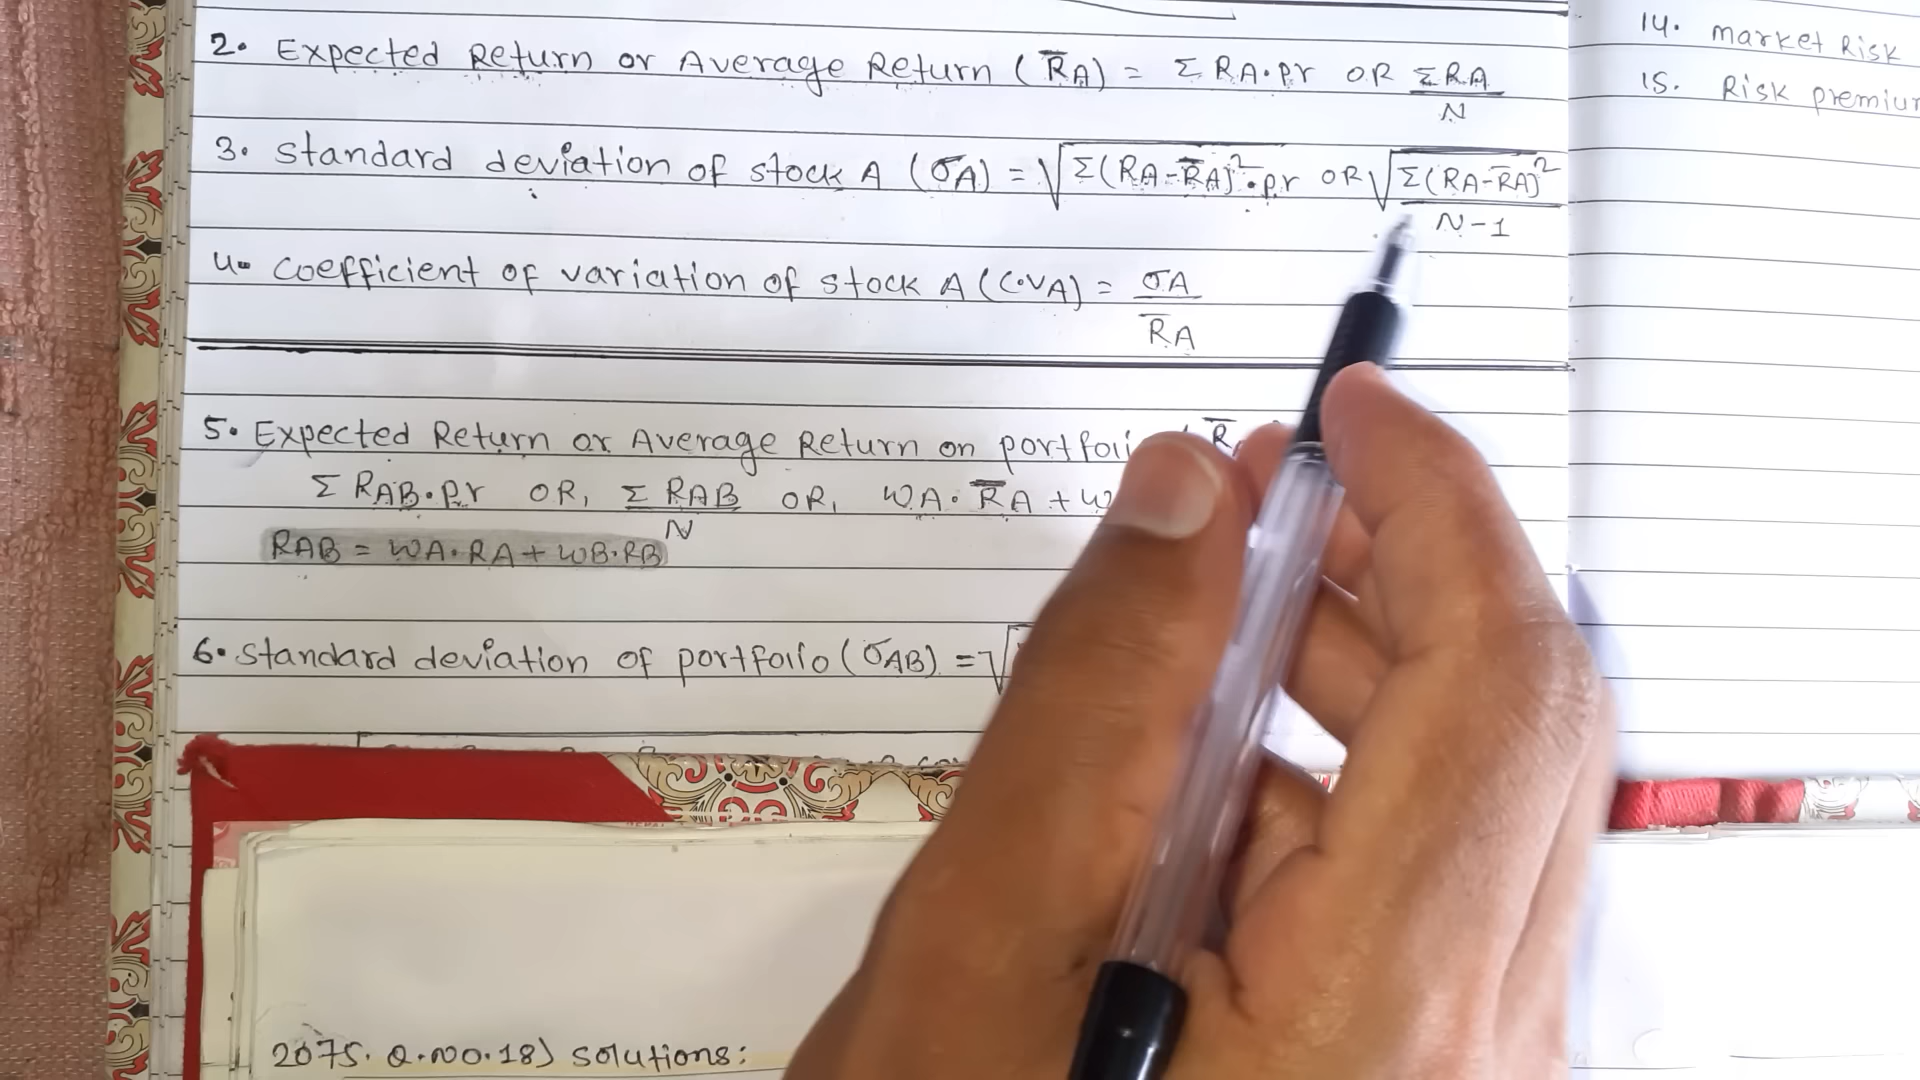 2. Expected Return or Average Return (R̅A) = Σ RA.pr OR ΣRA/N
3. standard deviation of stock A (σA) = √Σ(RA-R̅A)².pr OR √Σ(RA-R̅A)²/N-1
4. coefficient of variation of stock A (C.VA) = σA/R̅A
5. Expected Return or Average Return on
Σ RAB.pr OR, Σ RAB/N OR, WA.R̅A + W
RAB = WA.RA + WB.RB
6. standard deviation of portfolio (σAB) = √
2075. Q.no.18) solutions:
14. market Risk
15. Risk